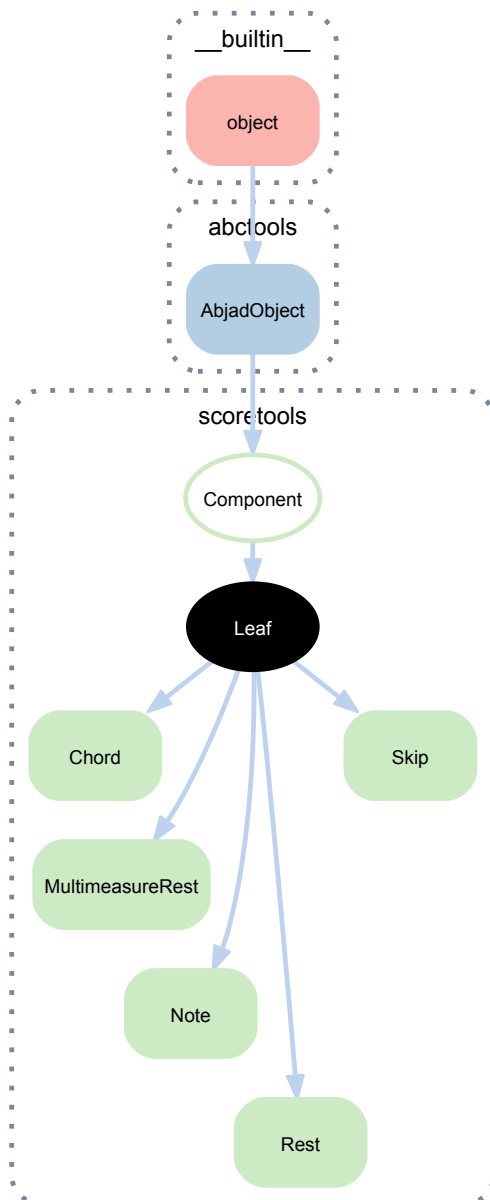 __builtin__
object
abctools
AbjadObject
scoretools
Component
Leaf
Chord
Skip
MultimeasureRest
Note
Rest